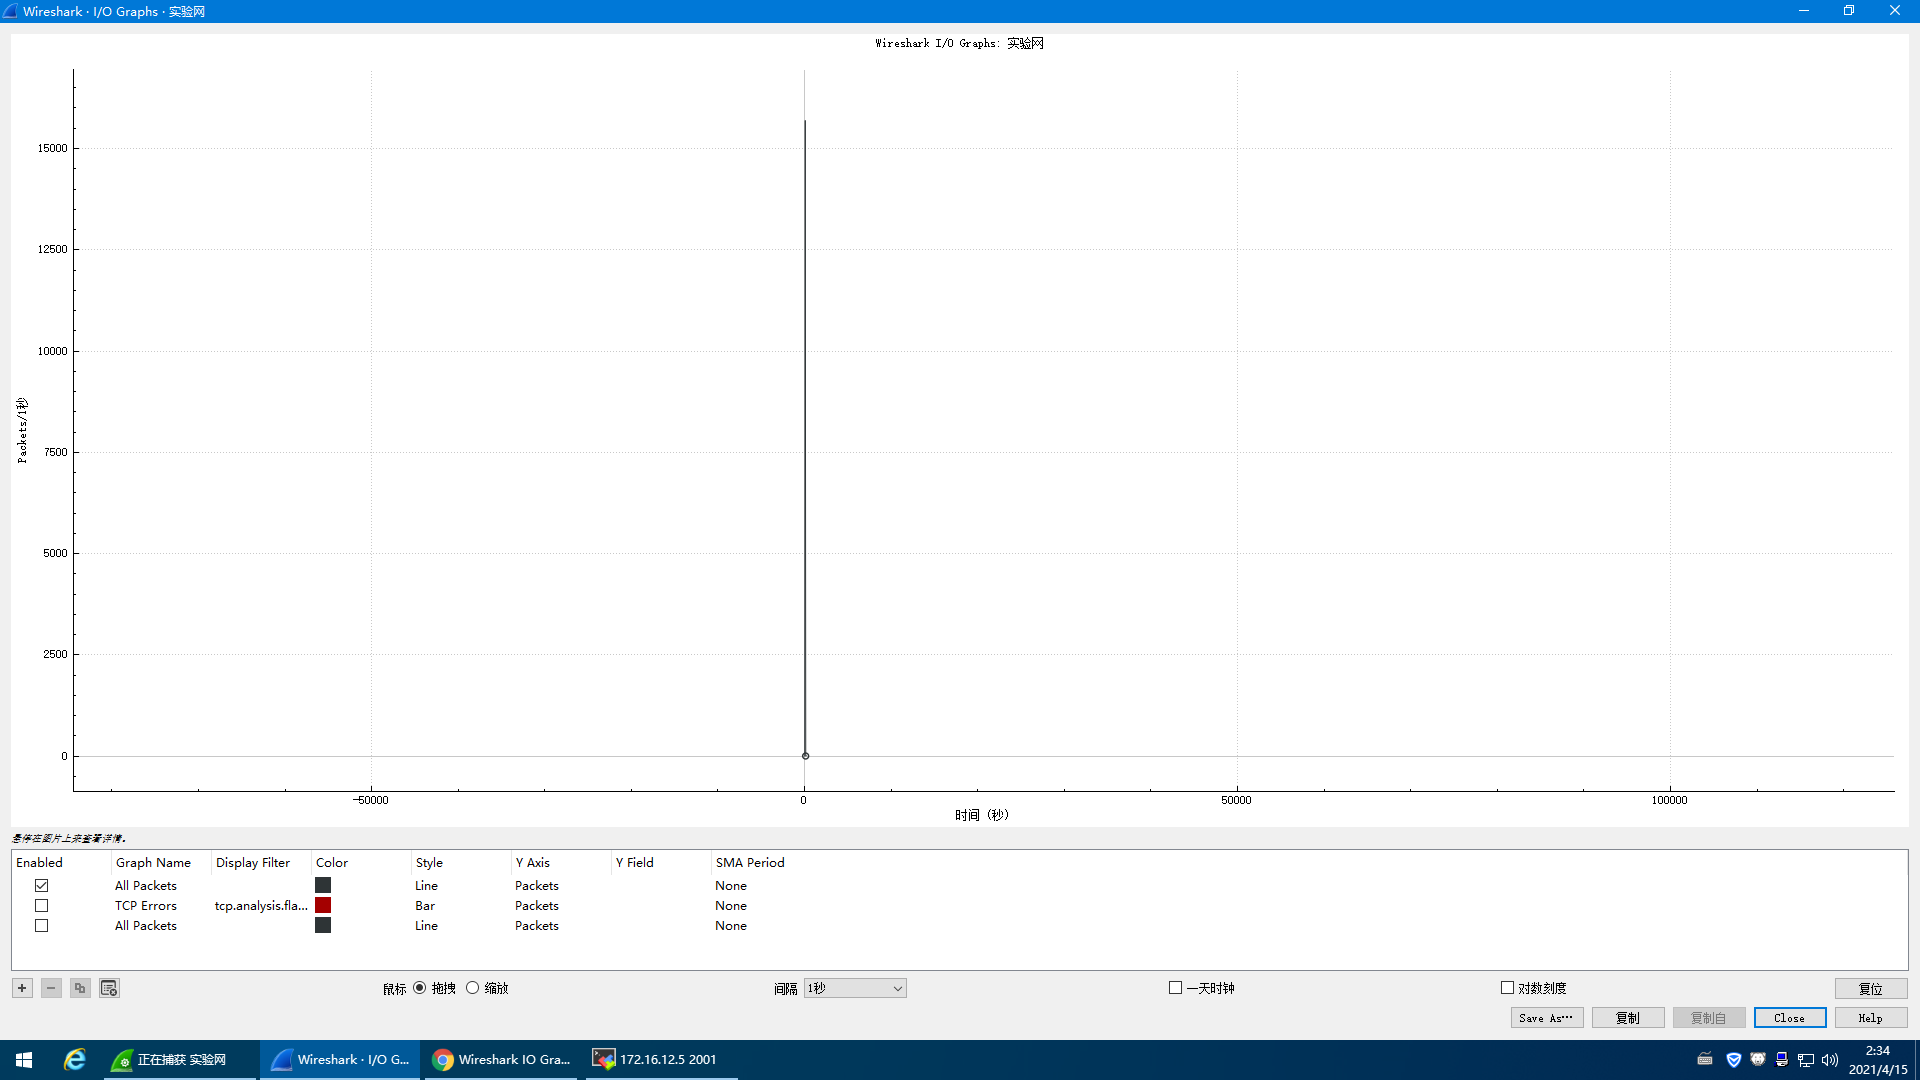 Wireshark · I/O Graphs · 实验网
Wireshark I/O Graphs: 实验网
15000
12500
10000
7500
5000
2500
0
Packets/1秒
-50000
0
50000
100000
时间 (秒)
悬停在图片上来查看详情。
Enabled Graph Name Display Filter Color Style Y Axis Y Field SMA Period
All Packets Line Packets None
TCP Errors tcp.analysis.fla... Bar Packets None
All Packets Line Packets None
鼠标 拖拽 缩放 间隔 1秒 一天时钟 对数刻度 复位
Save As… 复制 复制自 Close Help
正在捕获 实验网
Wireshark · I/O G...
Wireshark IO Gra...
172.16.12.5 2001
2:34
2021/4/15